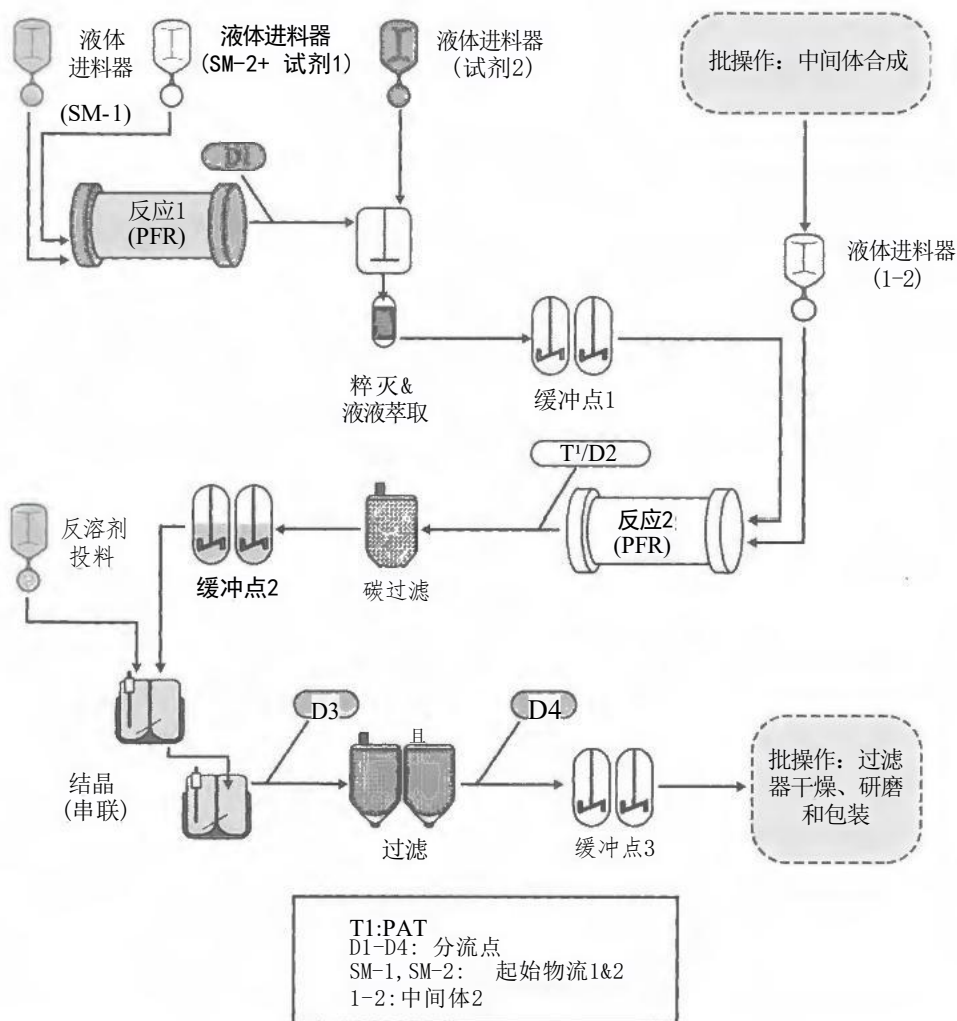 液体
进料器
(SM-1)
液体进料器
(SM-2+ 试剂1)
液体进料器
(试剂2)
批操作: 中间体合成
D1
反应1
(PFR)
液体进料器
(1-2)
粹灭&
液液萃取
缓冲点1
T¹/D2
反应2
(PFR)
反溶剂
投料
缓冲点2
碳过滤
D3
D4
且
结晶
(串联)
过滤
缓冲点3
批操作: 过滤
器干燥、研磨
和包装
T1:PAT
D1-D4: 分流点
SM-1, SM-2: 起始物流1&2
1-2:中间体2